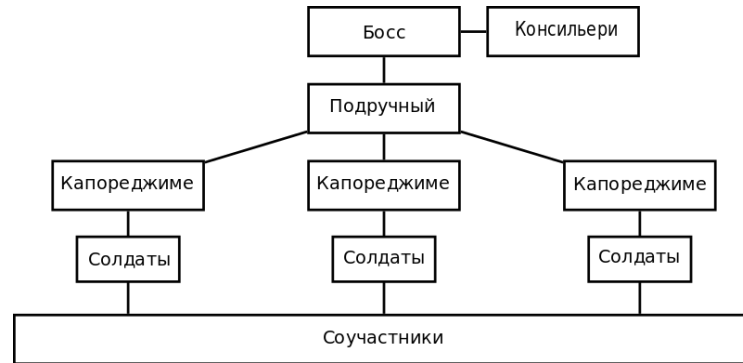 Босс
Консильери
Подручный
Капореджиме
Капореджиме
Капореджиме
Солдаты
Солдаты
Солдаты
Соучастники